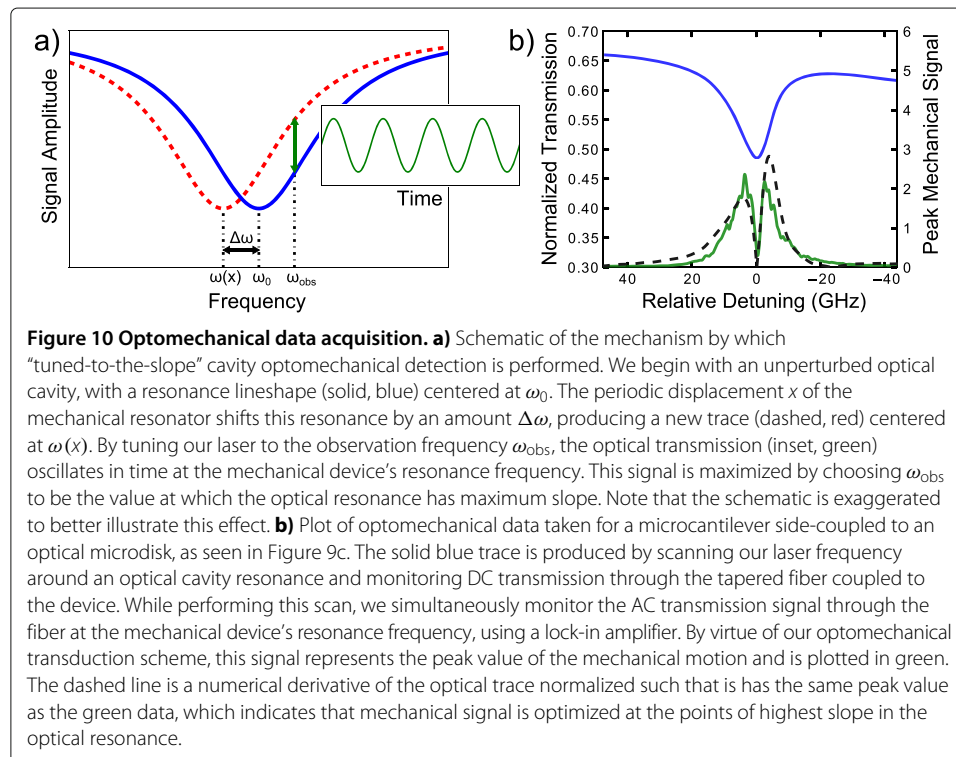 a)
Signal Amplitude
Time
Δω
ω(x) ω₀ ω_obs
Frequency
b)
Normalized Transmission
0.70
0.65
0.60
0.55
0.50
0.45
0.40
0.35
0.30
6
5
4
3
2
1
0
Peak Mechanical Signal
40 20 0 −20 −40
Relative Detuning (GHz)
Figure 10 Optomechanical data acquisition. a) Schematic of the mechanism by which
"tuned-to-the-slope" cavity optomechanical detection is performed. We begin with an unperturbed optical
cavity, with a resonance lineshape (solid, blue) centered at ω₀. The periodic displacement x of the
mechanical resonator shifts this resonance by an amount Δω, producing a new trace (dashed, red) centered
at ω(x). By tuning our laser to the observation frequency ω_obs, the optical transmission (inset, green)
oscillates in time at the mechanical device's resonance frequency. This signal is maximized by choosing ω_obs
to be the value at which the optical resonance has maximum slope. Note that the schematic is exaggerated
to better illustrate this effect. b) Plot of optomechanical data taken for a microcantilever side-coupled to an
optical microdisk, as seen in Figure 9c. The solid blue trace is produced by scanning our laser frequency
around an optical cavity resonance and monitoring DC transmission through the tapered fiber coupled to
the device. While performing this scan, we simultaneously monitor the AC transmission signal through the
fiber at the mechanical device's resonance frequency, using a lock-in amplifier. By virtue of our optomechanical
transduction scheme, this signal represents the peak value of the mechanical motion and is plotted in green.
The dashed line is a numerical derivative of the optical trace normalized such that is has the same peak value
as the green data, which indicates that mechanical signal is optimized at the points of highest slope in the
optical resonance.